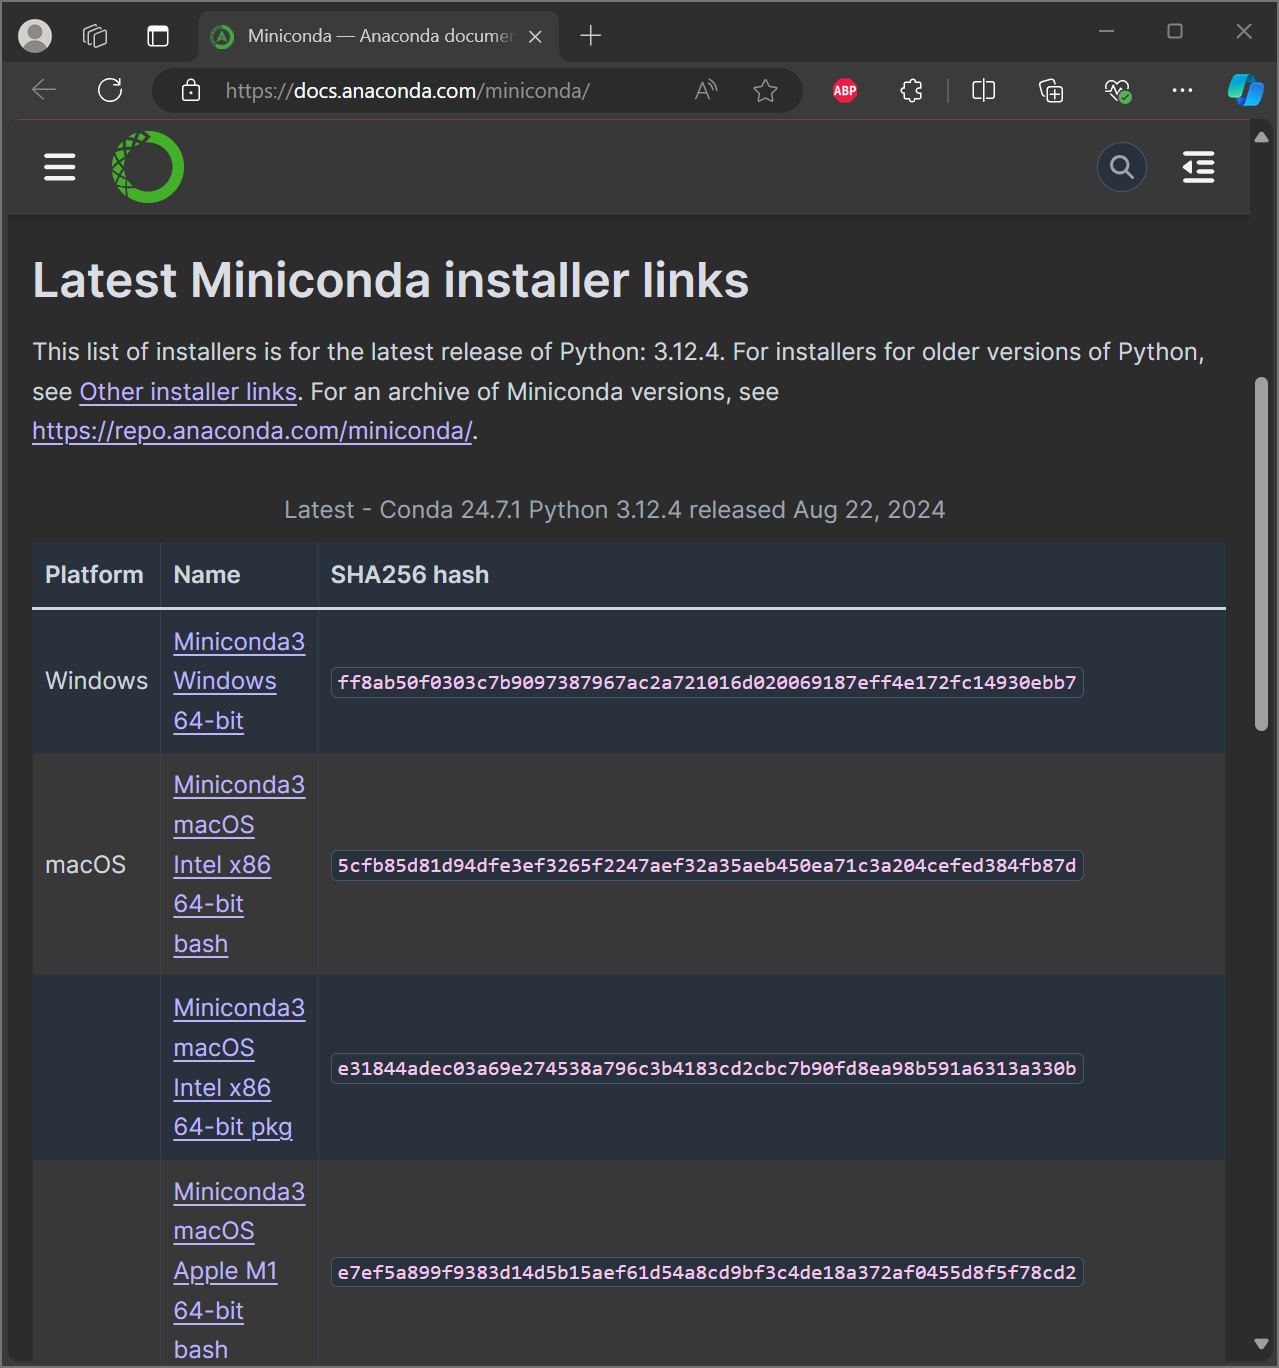 Miniconda — Anaconda documen
https://docs.anaconda.com/miniconda/
ABP
Latest Miniconda installer links
This list of installers is for the latest release of Python: 3.12.4. For installers for older versions of Python,
see Other installer links. For an archive of Miniconda versions, see
https://repo.anaconda.com/miniconda/.
Latest - Conda 24.7.1 Python 3.12.4 released Aug 22, 2024
Platform Name SHA256 hash
Miniconda3
Windows Windows ff8ab50f0303c7b9097387967ac2a721016d020069187eff4e172fc14930ebb7
64-bit
Miniconda3
macOS
macOS Intel x86 5cfb85d81d94dfe3ef3265f2247aef32a35aeb450ea71c3a204cefed384fb87d
64-bit
bash
Miniconda3
macOS
Intel x86 e31844adec03a69e274538a796c3b4183cd2cbc7b90fd8ea98b591a6313a330b
64-bit pkg
Miniconda3
macOS
Apple M1 e7ef5a899f9383d14d5b15aef61d54a8cd9bf3c4de18a372af0455d8f5f78cd2
64-bit
bash